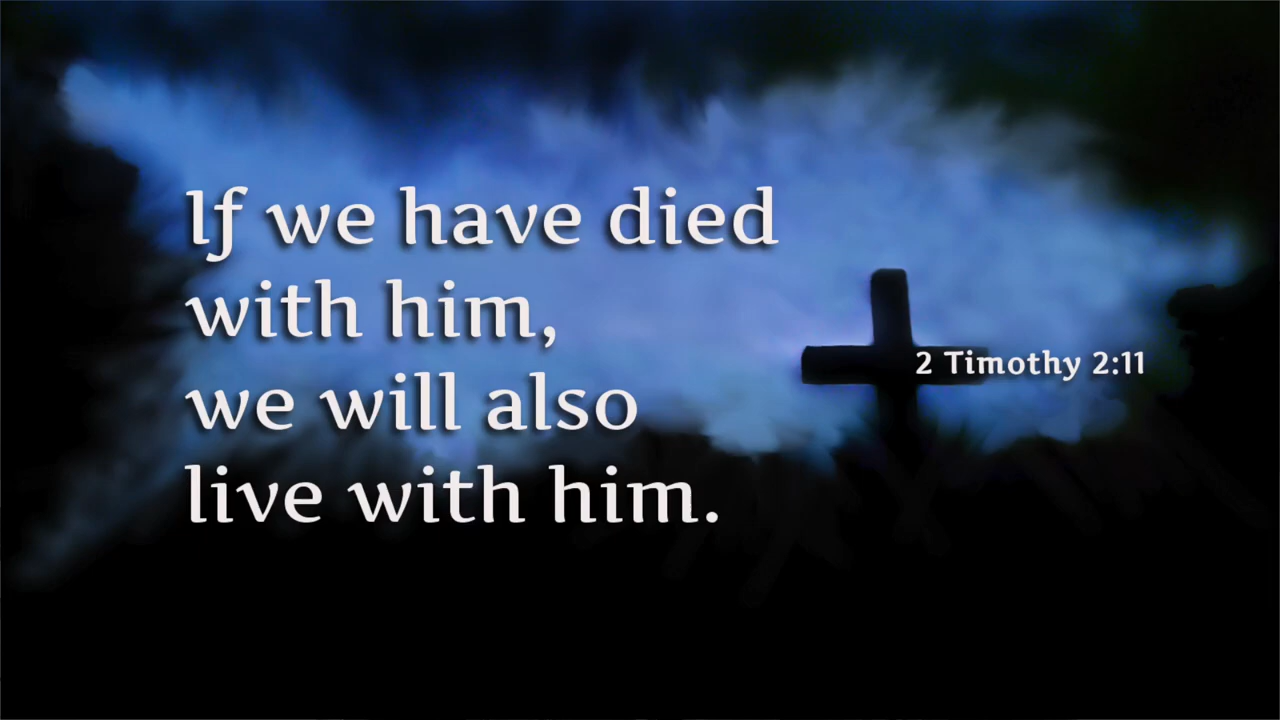 If we have died
with him,
we will also
live with him.
2 Timothy 2:11